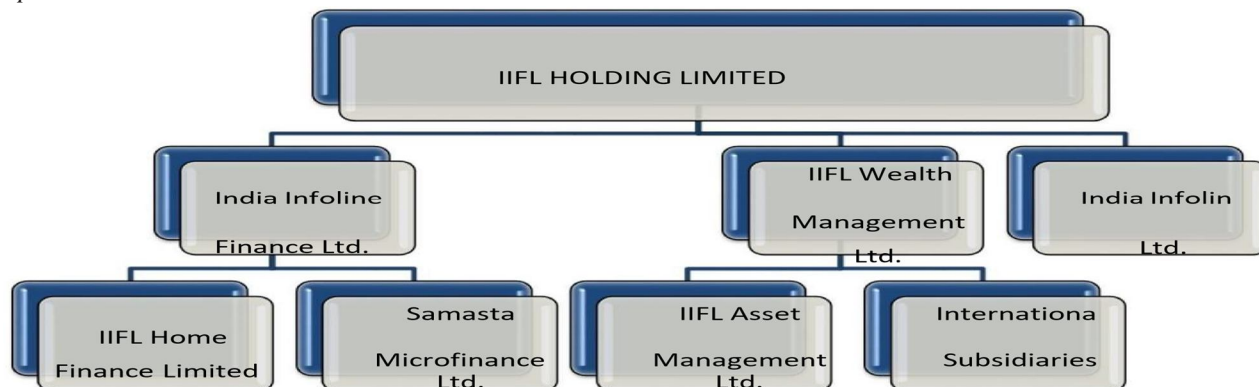 IIFL HOLDING LIMITED
India Infoline
Finance Ltd.
IIFL Wealth
Management
Ltd.
India Infolin
Ltd.
IIFL Home
Finance Limited
Samasta
Microfinance
Ltd.
IIFL Asset
Management
Ltd.
Internationa
Subsidiaries